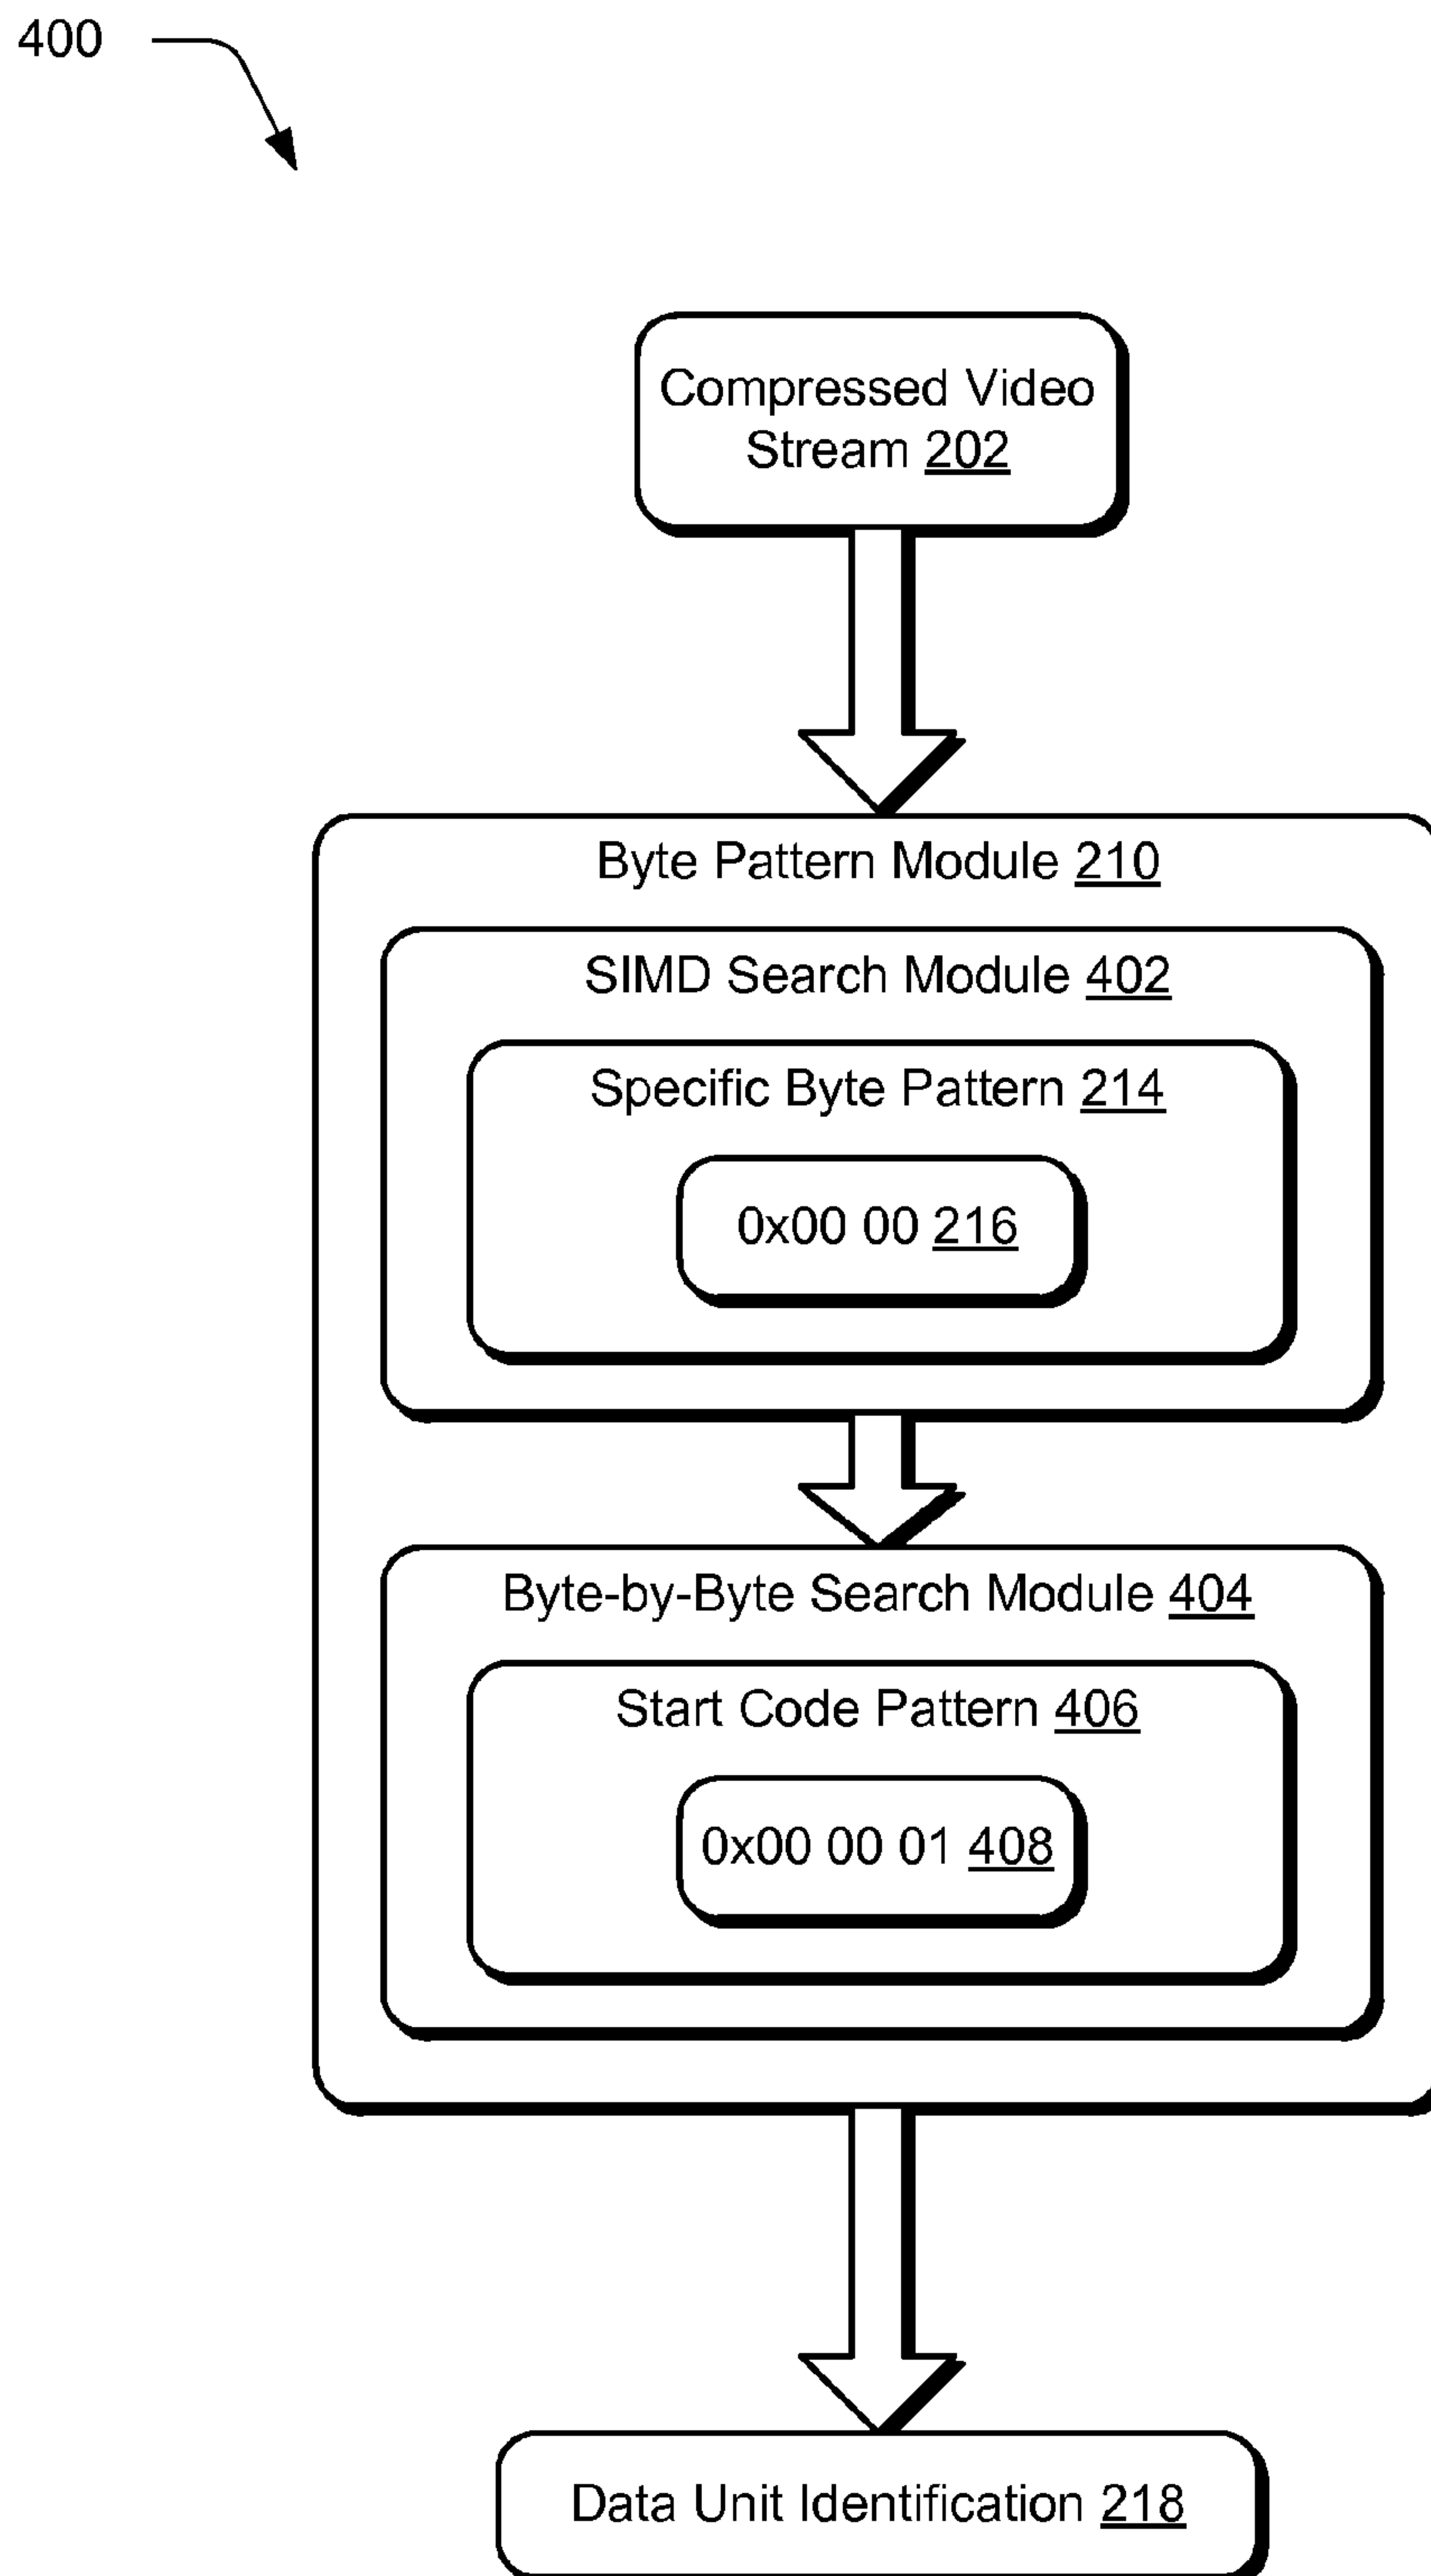 400
Compressed Video
Stream 202
Byte Pattern Module 210
SIMD Search Module 402
Specific Byte Pattern 214
0x00 00 216
Byte-by-Byte Search Module 404
Start Code Pattern 406
0x00 00 01 408
Data Unit Identification 218